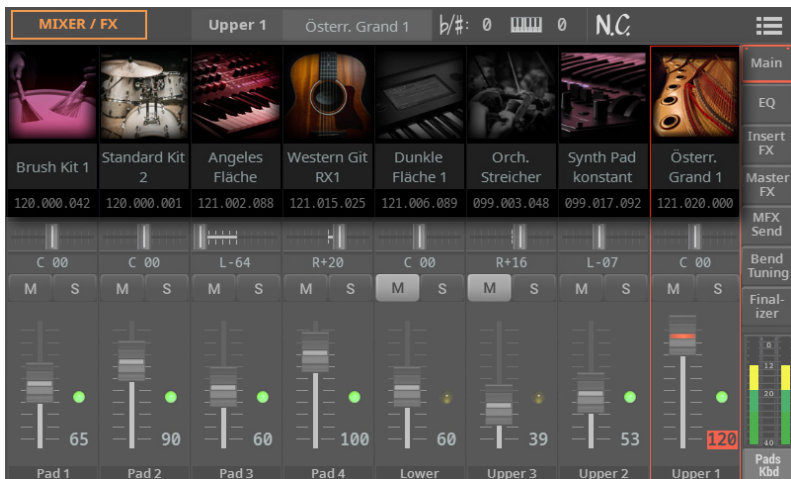 MIXER / FX
Upper 1
Österr. Grand 1
♭/#: 0
0
N.C.
Main
EQ
Insert
FX
Master
FX
MFX
Send
Bend
Tuning
Final-
izer
Brush Kit 1
Standard Kit
2
Angeles
Fläche
Western Git
RX1
Dunkle
Fläche 1
Orch.
Streicher
Synth Pad
konstant
Österr.
Grand 1
120.000.042
120.000.001
121.002.088
121.015.025
121.006.089
099.003.048
099.017.092
121.020.000
C 00
C 00
L-64
R+20
C 00
R+16
L-07
C 00
M S
M S
M S
M S
M S
M S
M S
M S
0
12
20
40
65
90
60
100
60
39
53
120
Pad 1
Pad 2
Pad 3
Pad 4
Lower
Upper 3
Upper 2
Upper 1
Pads
Kbd